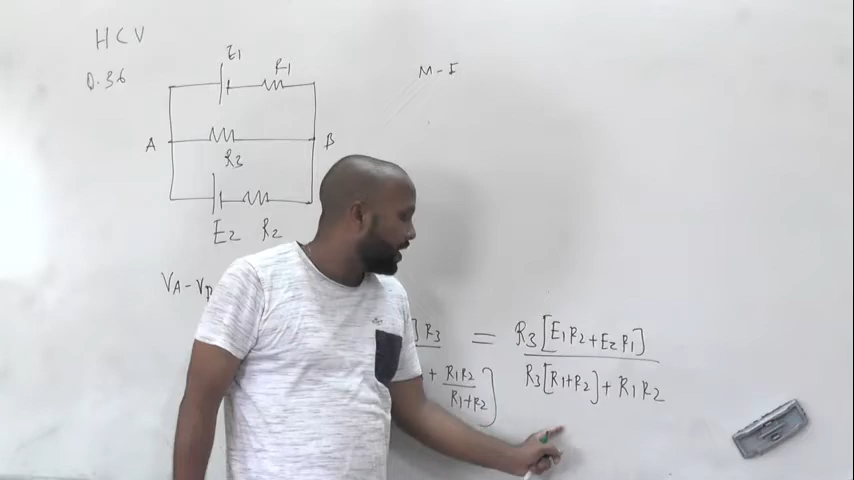 HCV
Q.36
M-I
E1
R1
A
B
R3
E2 R2
VA-VB
] R3 = R3[E1R2+E2R1]
+ R1R2
R1+R2
]
R3[R1+R2]+R1R2